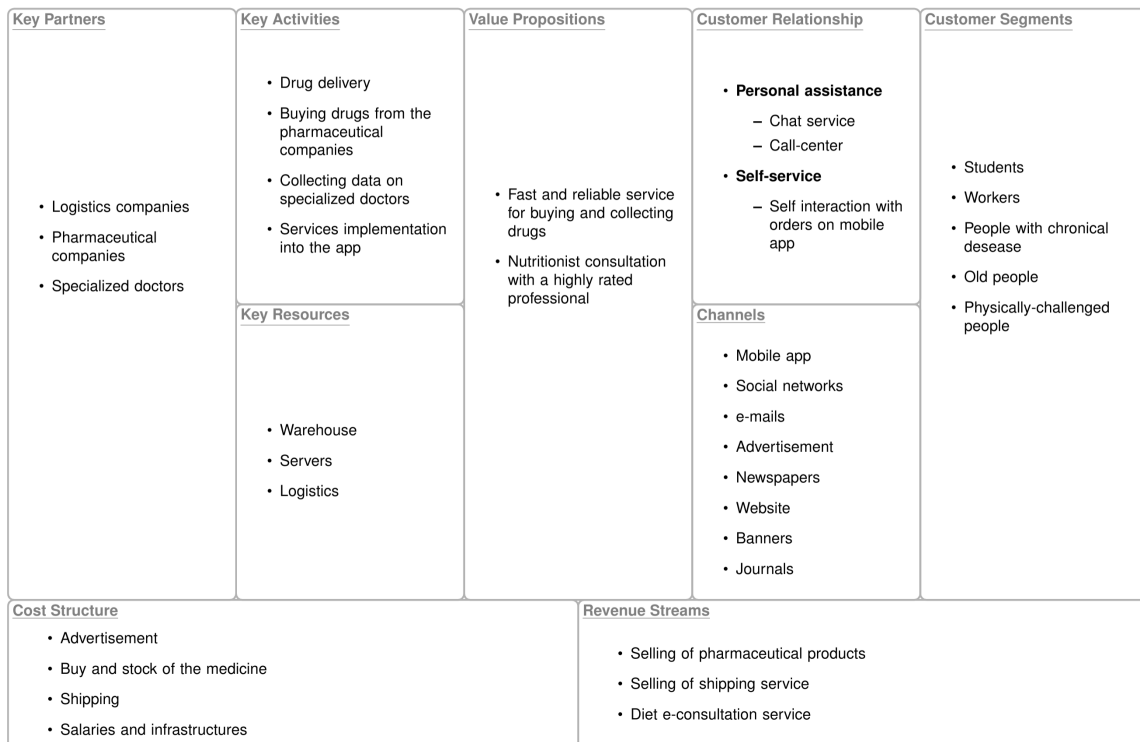 Key Partners
• Logistics companies
• Pharmaceutical
companies
• Specialized doctors
Key Activities
• Drug delivery
• Buying drugs from the
pharmaceutical
companies
• Collecting data on
specialized doctors
• Services implementation
into the app
Key Resources
• Warehouse
• Servers
• Logistics
Value Propositions
• Fast and reliable service
for buying and collecting
drugs
• Nutritionist consultation
with a highly rated
professional
Customer Relationship
• Personal assistance
– Chat service
– Call-center
• Self-service
– Self interaction with
orders on mobile
app
Channels
• Mobile app
• Social networks
• e-mails
• Advertisement
• Newspapers
• Website
• Banners
• Journals
Customer Segments
• Students
• Workers
• People with chronical
desease
• Old people
• Physically-challenged
people
Cost Structure
• Advertisement
• Buy and stock of the medicine
• Shipping
• Salaries and infrastructures
Revenue Streams
• Selling of pharmaceutical products
• Selling of shipping service
• Diet e-consultation service